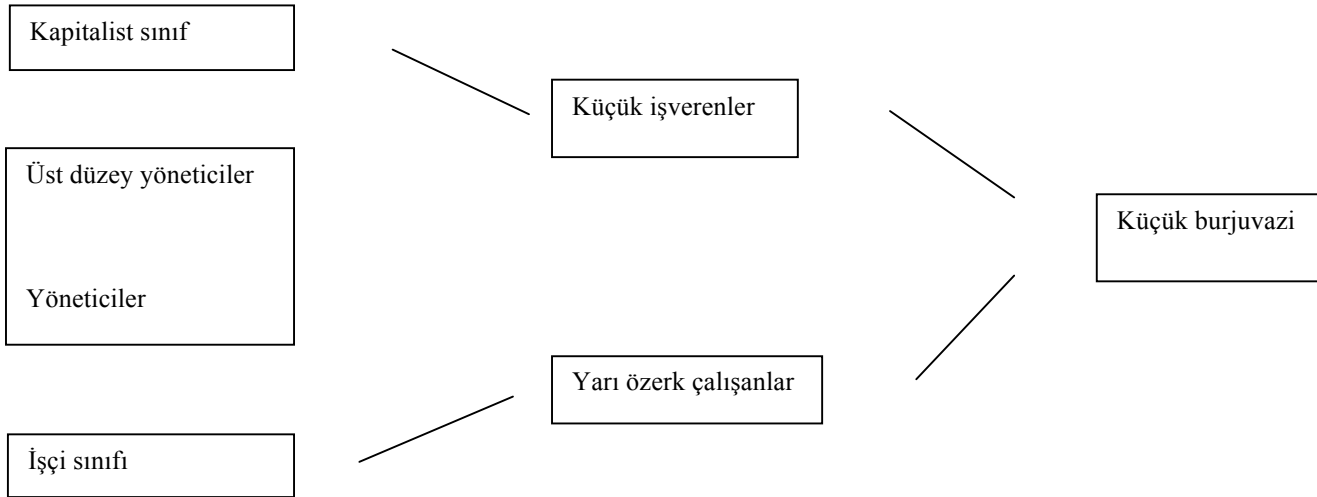 Kapitalist sınıf
Küçük işverenler
Üst düzey yöneticiler
Küçük burjuvazi
Yöneticiler
Yarı özerk çalışanlar
İşçi sınıfı